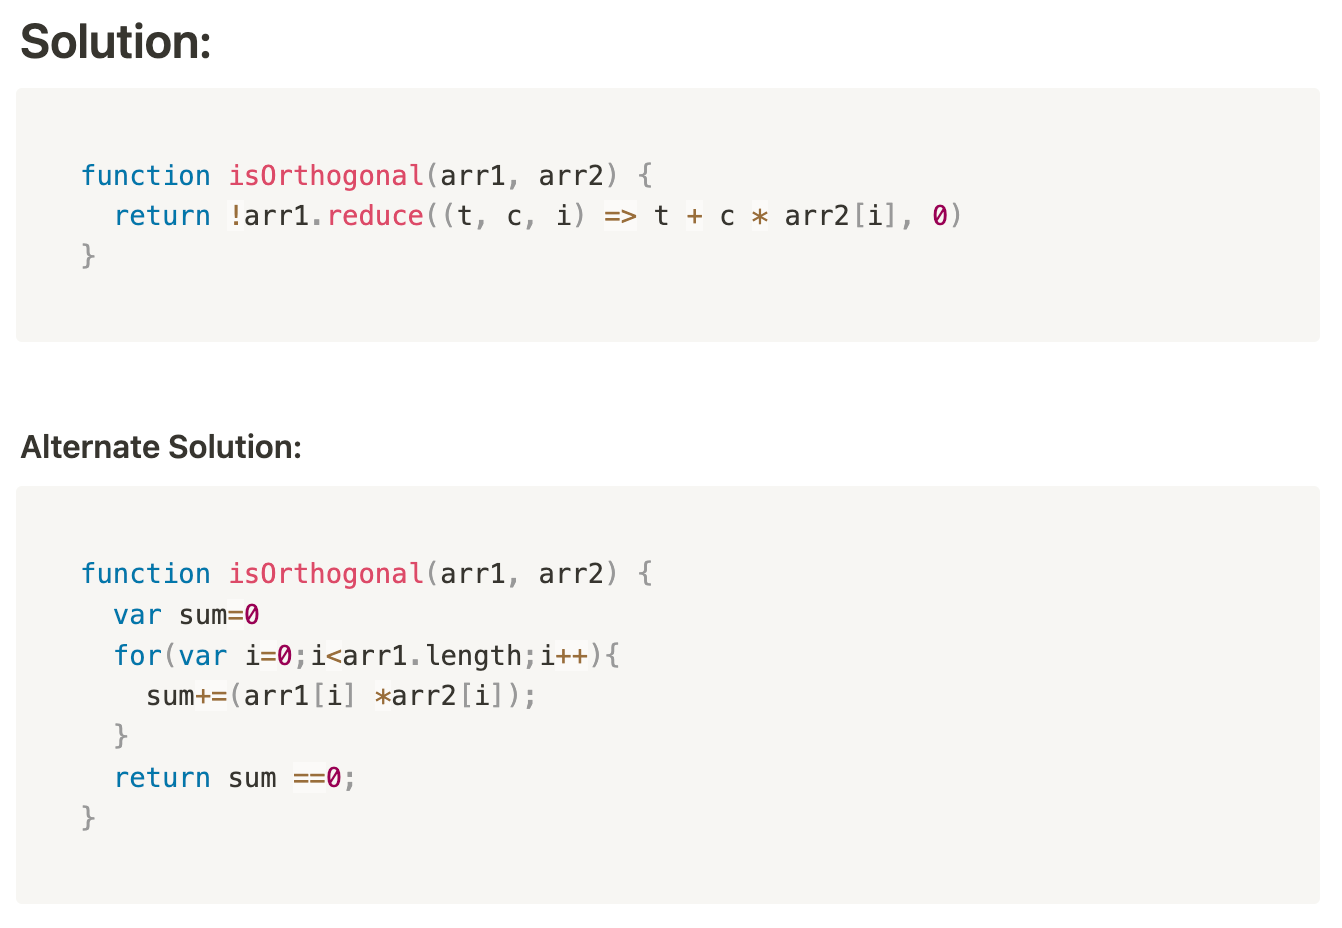 Solution:
function isOrthogonal(arr1, arr2) {
  return !arr1.reduce((t, c, i) => t + c * arr2[i], 0)
}
Alternate Solution:
function isOrthogonal(arr1, arr2) {
  var sum=0
  for(var i=0;i<arr1.length;i++){
    sum+=(arr1[i] *arr2[i]);
  }
  return sum ==0;
}